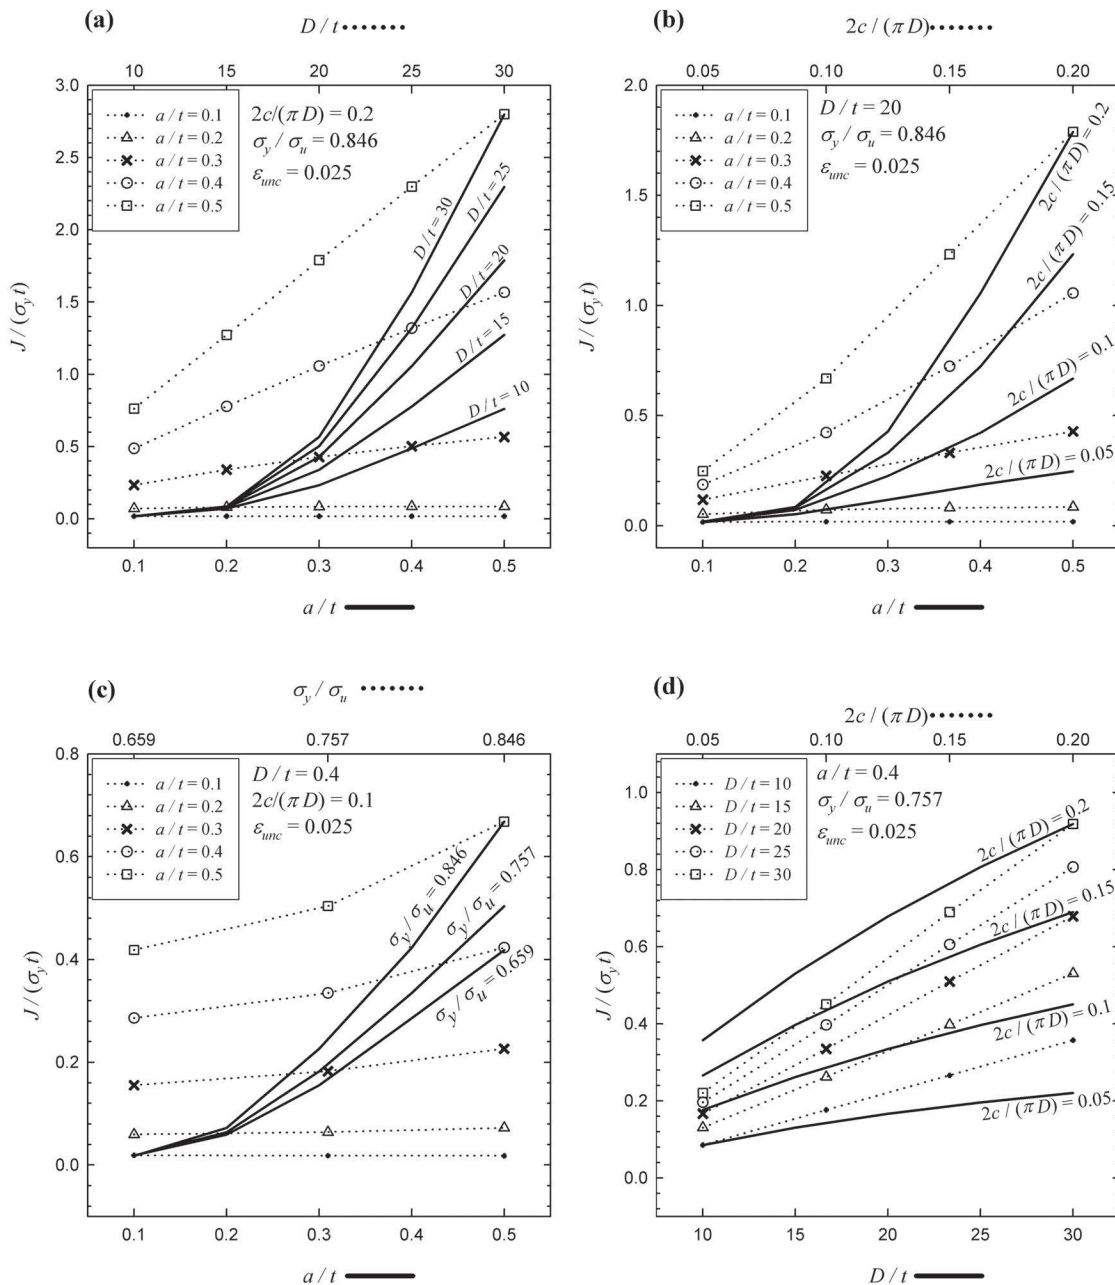 (a)
D / t
10 15 20 25 30
3.0
2.5
2.0
1.5
1.0
0.5
0.0
J / (σy t)
a / t = 0.1
a / t = 0.2
a / t = 0.3
a / t = 0.4
a / t = 0.5
2c/(π D) = 0.2
σy / σu = 0.846
εunc = 0.025
D / t = 30
D / t = 25
D / t = 20
D / t = 15
D / t = 10
0.1 0.2 0.3 0.4 0.5
a / t
(b)
2c / (π D)
0.05 0.10 0.15 0.20
2.0
1.5
1.0
0.5
0.0
J / (σy t)
a / t = 0.1
a / t = 0.2
a / t = 0.3
a / t = 0.4
a / t = 0.5
D / t = 20
σy / σu = 0.846
εunc = 0.025
2c / (π D) = 0.2
2c / (π D) = 0.15
2c / (π D) = 0.1
2c / (π D) = 0.05
0.1 0.2 0.3 0.4 0.5
a / t
(c)
σy / σu
0.659 0.757 0.846
0.8
0.6
0.4
0.2
0.0
J / (σy t)
a / t = 0.1
a / t = 0.2
a / t = 0.3
a / t = 0.4
a / t = 0.5
D / t = 0.4
2c/(π D) = 0.1
εunc = 0.025
σy / σu = 0.846
σy / σu = 0.757
σy / σu = 0.659
0.1 0.2 0.3 0.4 0.5
a / t
(d)
2c / (π D)
0.05 0.10 0.15 0.20
1.0
0.8
0.6
0.4
0.2
0.0
J / (σy t)
D / t = 10
D / t = 15
D / t = 20
D / t = 25
D / t = 30
a / t = 0.4
σy / σu = 0.757
εunc = 0.025
2c / (π D) = 0.2
2c / (π D) = 0.15
2c / (π D) = 0.1
2c / (π D) = 0.05
10 15 20 25 30
D / t